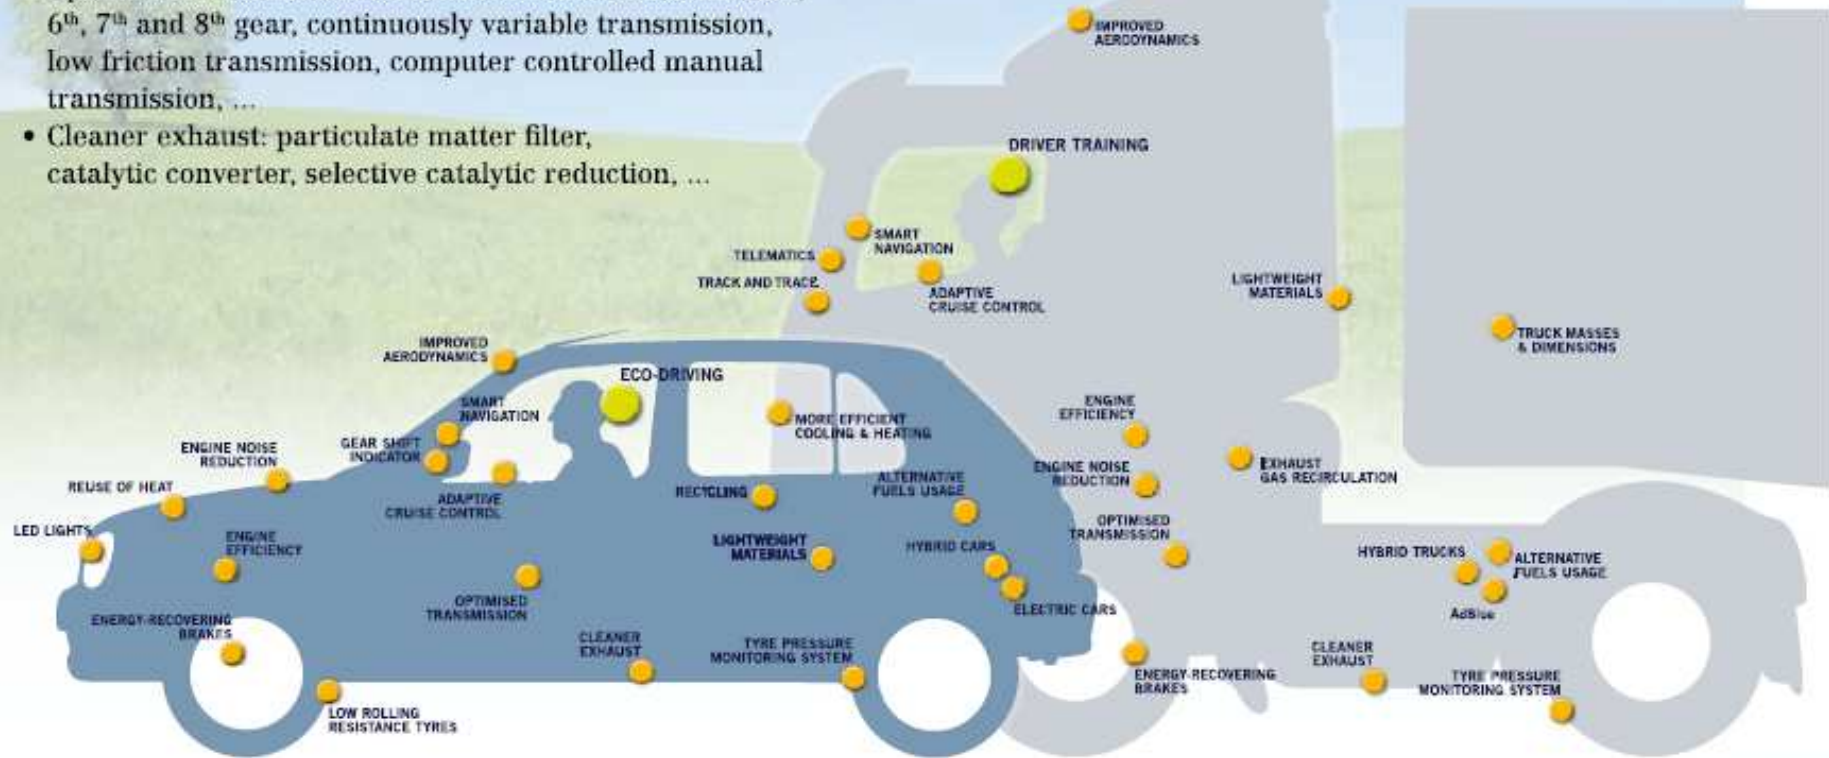 6th, 7th and 8th gear, continuously variable transmission,
low friction transmission, computer controlled manual
transmission, ...
• Cleaner exhaust: particulate matter filter,
catalytic converter, selective catalytic reduction, ...
IMPROVED
AERODYNAMICS
DRIVER TRAINING
SMART
NAVIGATION
TELEMATICS
TRACK AND TRACE
ADAPTIVE
CRUISE CONTROL
LIGHTWEIGHT
MATERIALS
TRUCK MASSES
& DIMENSIONS
IMPROVED
AERODYNAMICS
ECO-DRIVING
SMART
NAVIGATION
GEAR SHIFT
INDICATOR
MORE EFFICIENT
COOLING & HEATING
ENGINE
EFFICIENCY
ENGINE NOISE
REDUCTION
REUSE OF HEAT
ADAPTIVE
CRUISE CONTROL
RECYCLING
ALTERNATIVE
FUELS USAGE
ENGINE NOISE
REDUCTION
EXHAUST
GAS RECIRCULATION
LED LIGHTS
ENGINE
EFFICIENCY
LIGHTWEIGHT
MATERIALS
HYBRID CARS
OPTIMISED
TRANSMISSION
HYBRID TRUCKS
ALTERNATIVE
FUELS USAGE
AdBlue
OPTIMISED
TRANSMISSION
ELECTRIC CARS
ENERGY-RECOVERING
BRAKES
CLEANER
EXHAUST
TYRE PRESSURE
MONITORING SYSTEM
ENERGY-RECOVERING
BRAKES
CLEANER
EXHAUST
TYRE PRESSURE
MONITORING SYSTEM
LOW ROLLING
RESISTANCE TYRES